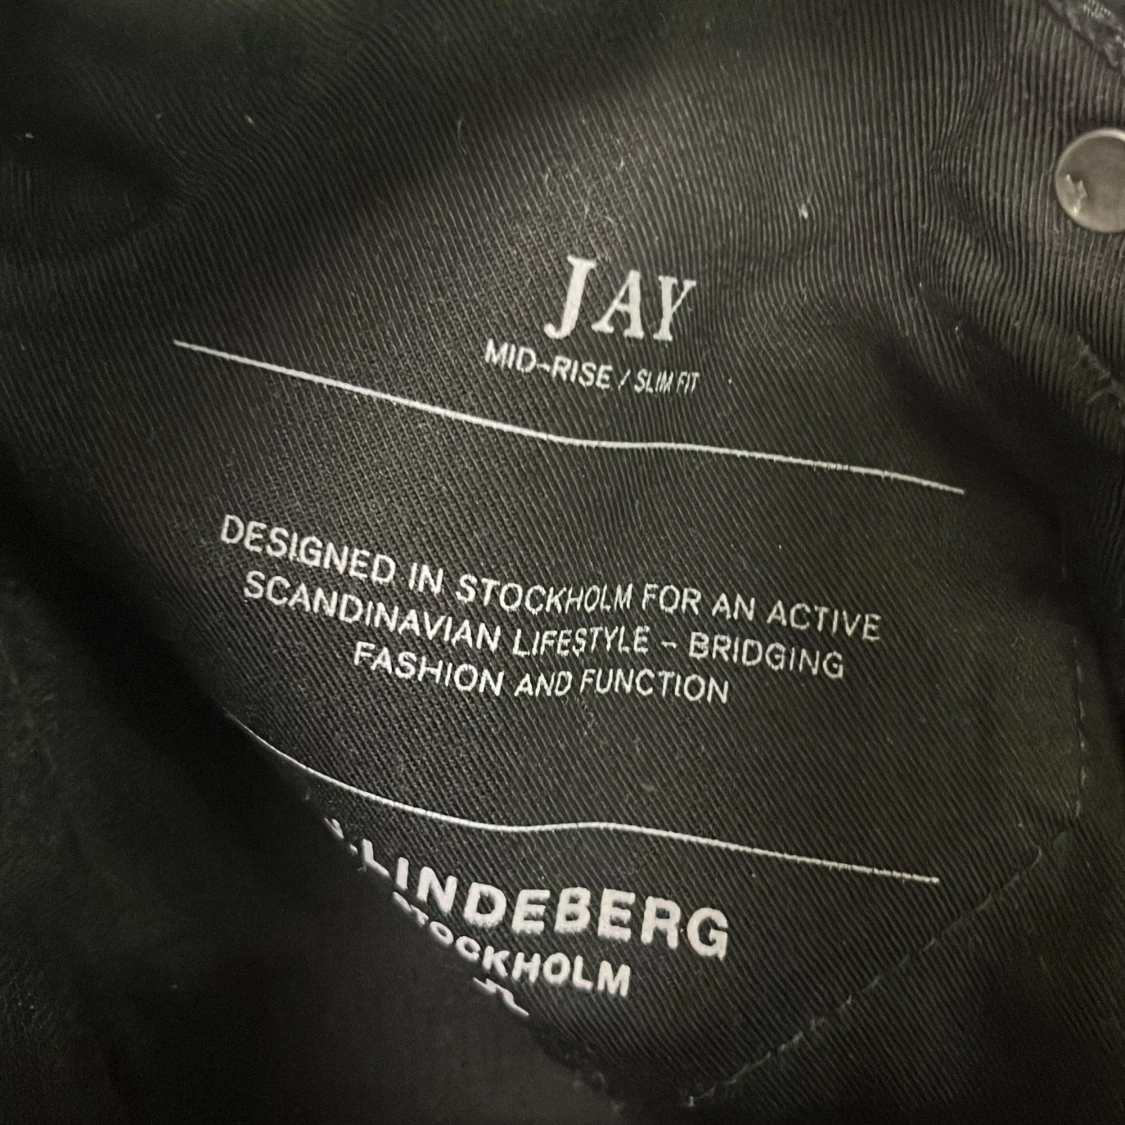 JAY
MID-RISE / SLIM FIT
DESIGNED IN STOCKHOLM FOR AN ACTIVE
SCANDINAVIAN LIFESTYLE - BRIDGING
FASHION AND FUNCTION
.LINDEBERG
STOCKHOLM